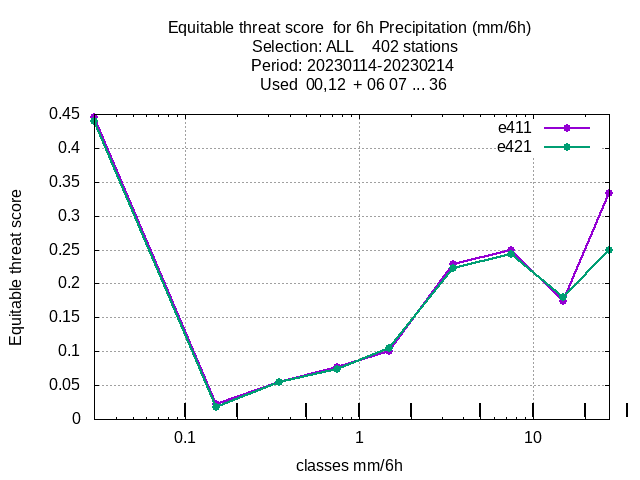 Equitable threat score  for 6h Precipitation (mm/6h)
Selection: ALL    402 stations
Period: 20230114-20230214
Used  00,12  + 06 07 ... 36
e411
e421
0.45
0.4
0.35
0.3
0.25
0.2
0.15
0.1
0.05
0
Equitable threat score
0.1
1
10
classes mm/6h